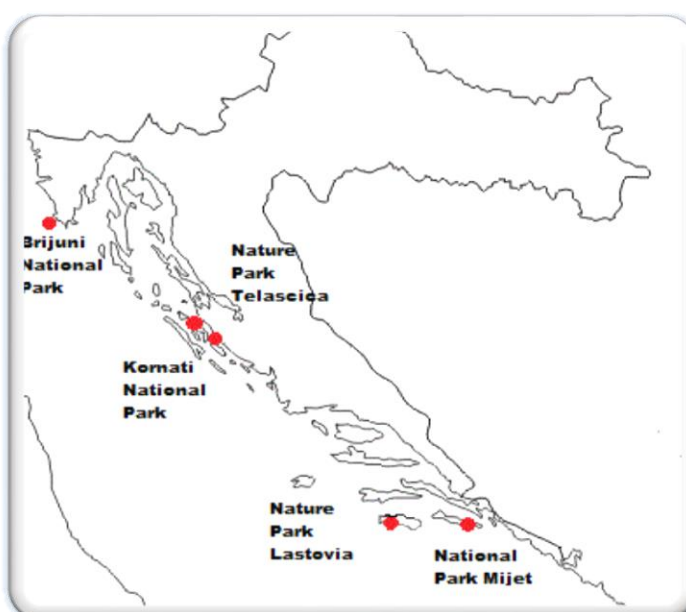 Brijuni
National
Park
Nature
Park
Telascica
Kornati
National
Park
Nature
Park
Lastovia
National
Park Mijet